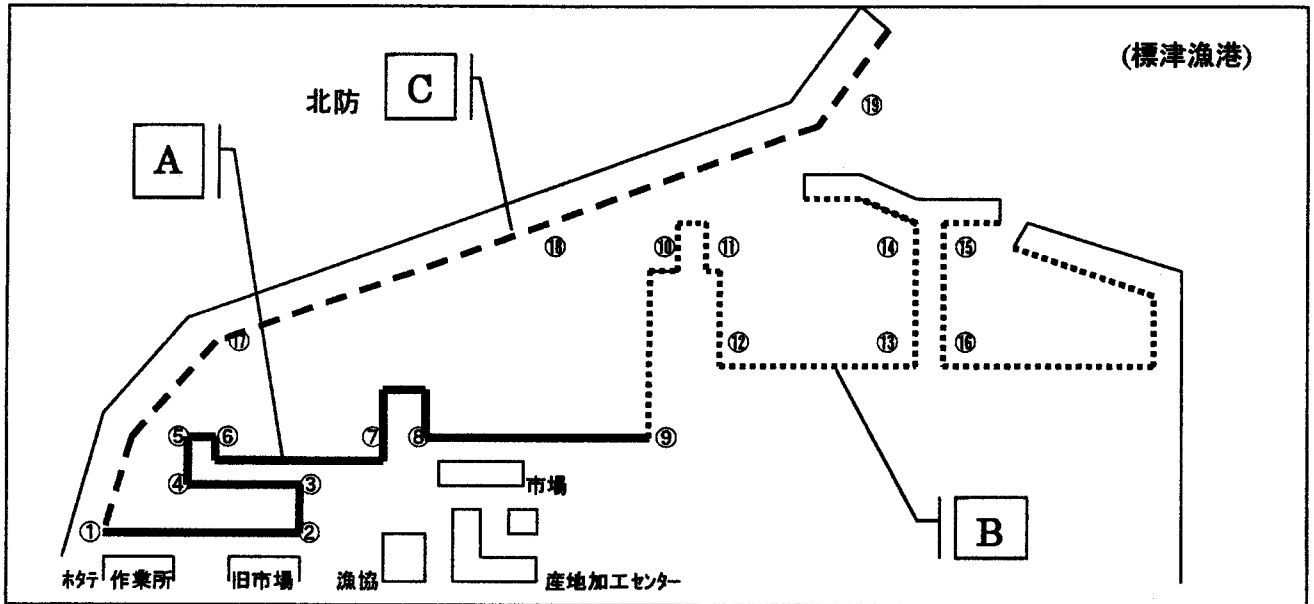 (標津漁港)
北防
C
A
⑲
⑱
⑩
⑪
⑭
⑮
⑰
⑫
⑬
⑯
⑤
⑥
⑦
⑧
⑨
④
③
市場
①
②
B
ホタテ 作業所
旧市場
漁協
産地加工センター